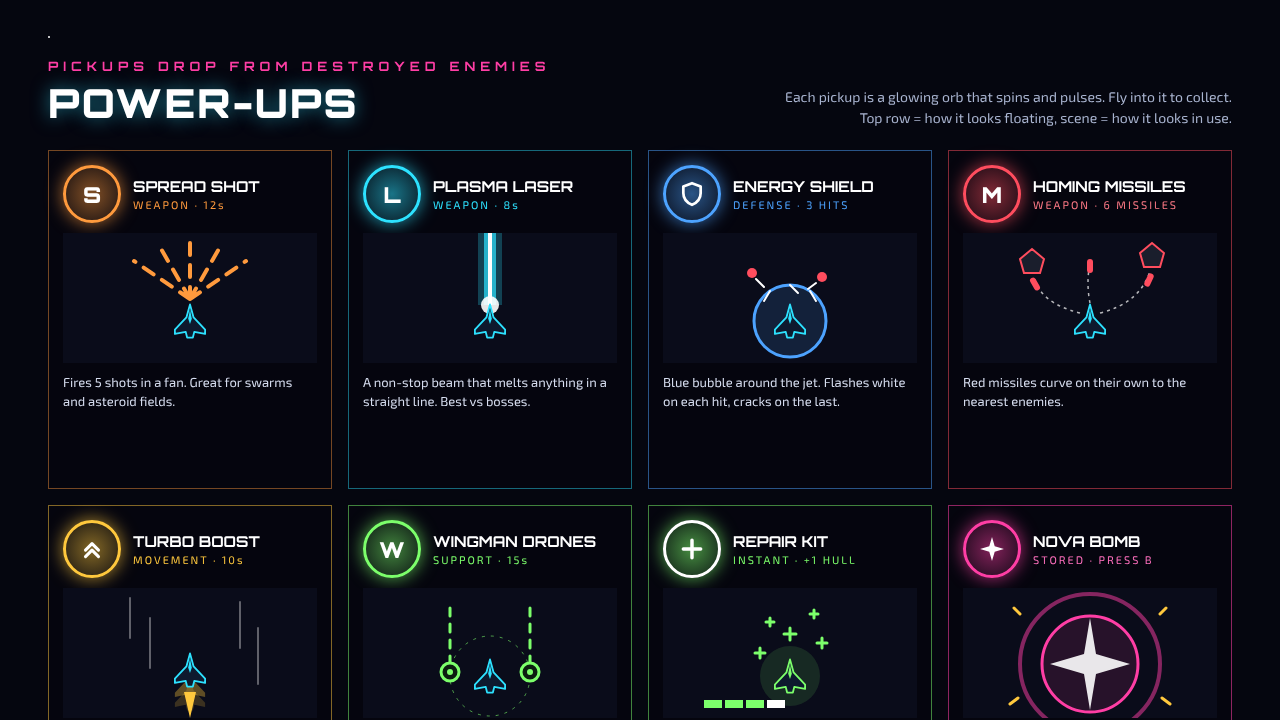 .
PICKUPS DROP FROM DESTROYED ENEMIES
POWER-UPS
Each pickup is a glowing orb that spins and pulses. Fly into it to collect.
Top row = how it looks floating, scene = how it looks in use.
S
SPREAD SHOT
WEAPON · 12s
Fires 5 shots in a fan. Great for swarms
and asteroid fields.
L
PLASMA LASER
WEAPON · 8s
A non-stop beam that melts anything in a
straight line. Best vs bosses.
ENERGY SHIELD
DEFENSE · 3 HITS
Blue bubble around the jet. Flashes white
on each hit, cracks on the last.
M
HOMING MISSILES
WEAPON · 6 MISSILES
Red missiles curve on their own to the
nearest enemies.
TURBO BOOST
MOVEMENT · 10s
W
WINGMAN DRONES
SUPPORT · 15s
REPAIR KIT
INSTANT · +1 HULL
NOVA BOMB
STORED · PRESS B